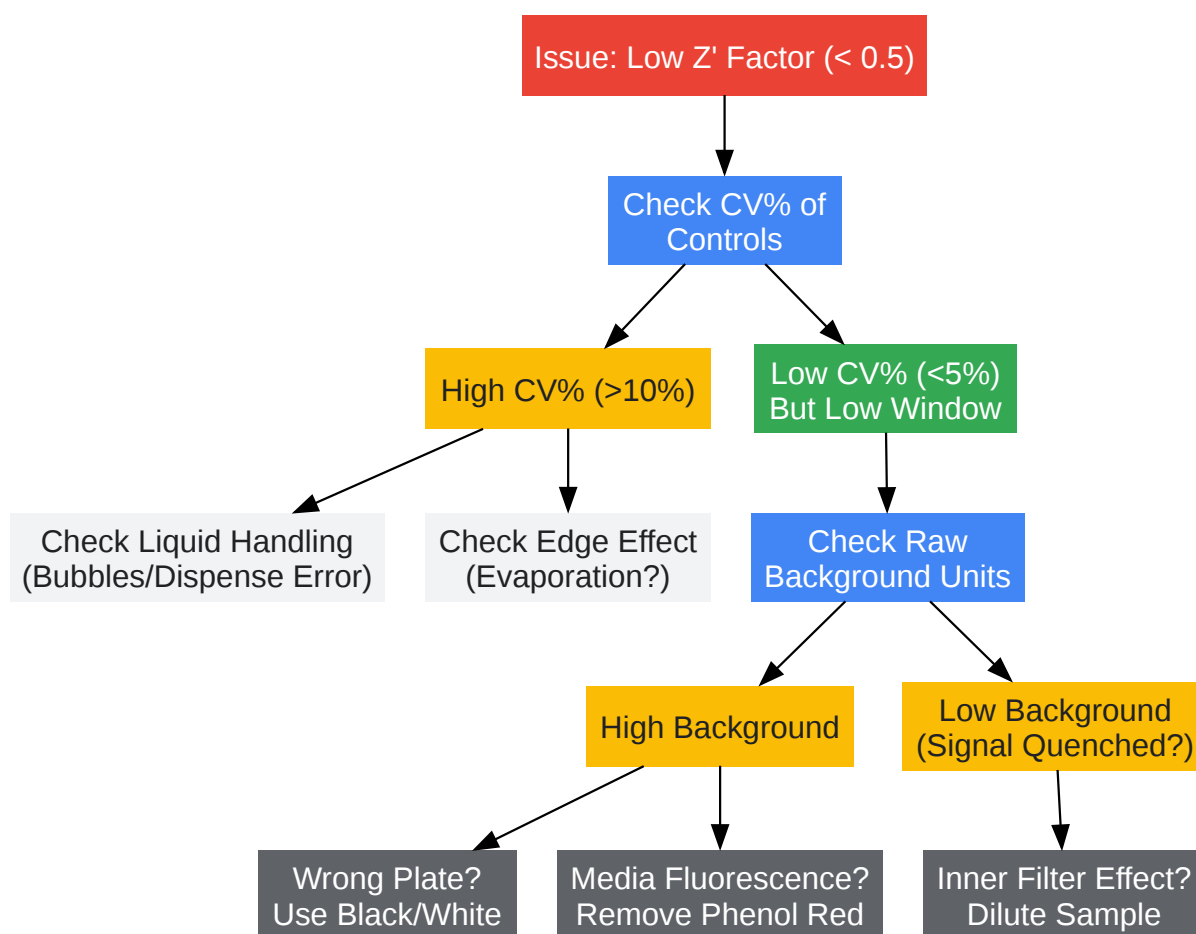 Issue: Low Z' Factor (< 0.5)
Check CV% of
Controls
High CV% (>10%)
Low CV% (<5%)
But Low Window
Check Liquid Handling
(Bubbles/Dispense Error)
Check Edge Effect
(Evaporation?)
Check Raw
Background Units
High Background
Low Background
(Signal Quenched?)
Wrong Plate?
Use Black/White
Media Fluorescence?
Remove Phenol Red
Inner Filter Effect?
Dilute Sample